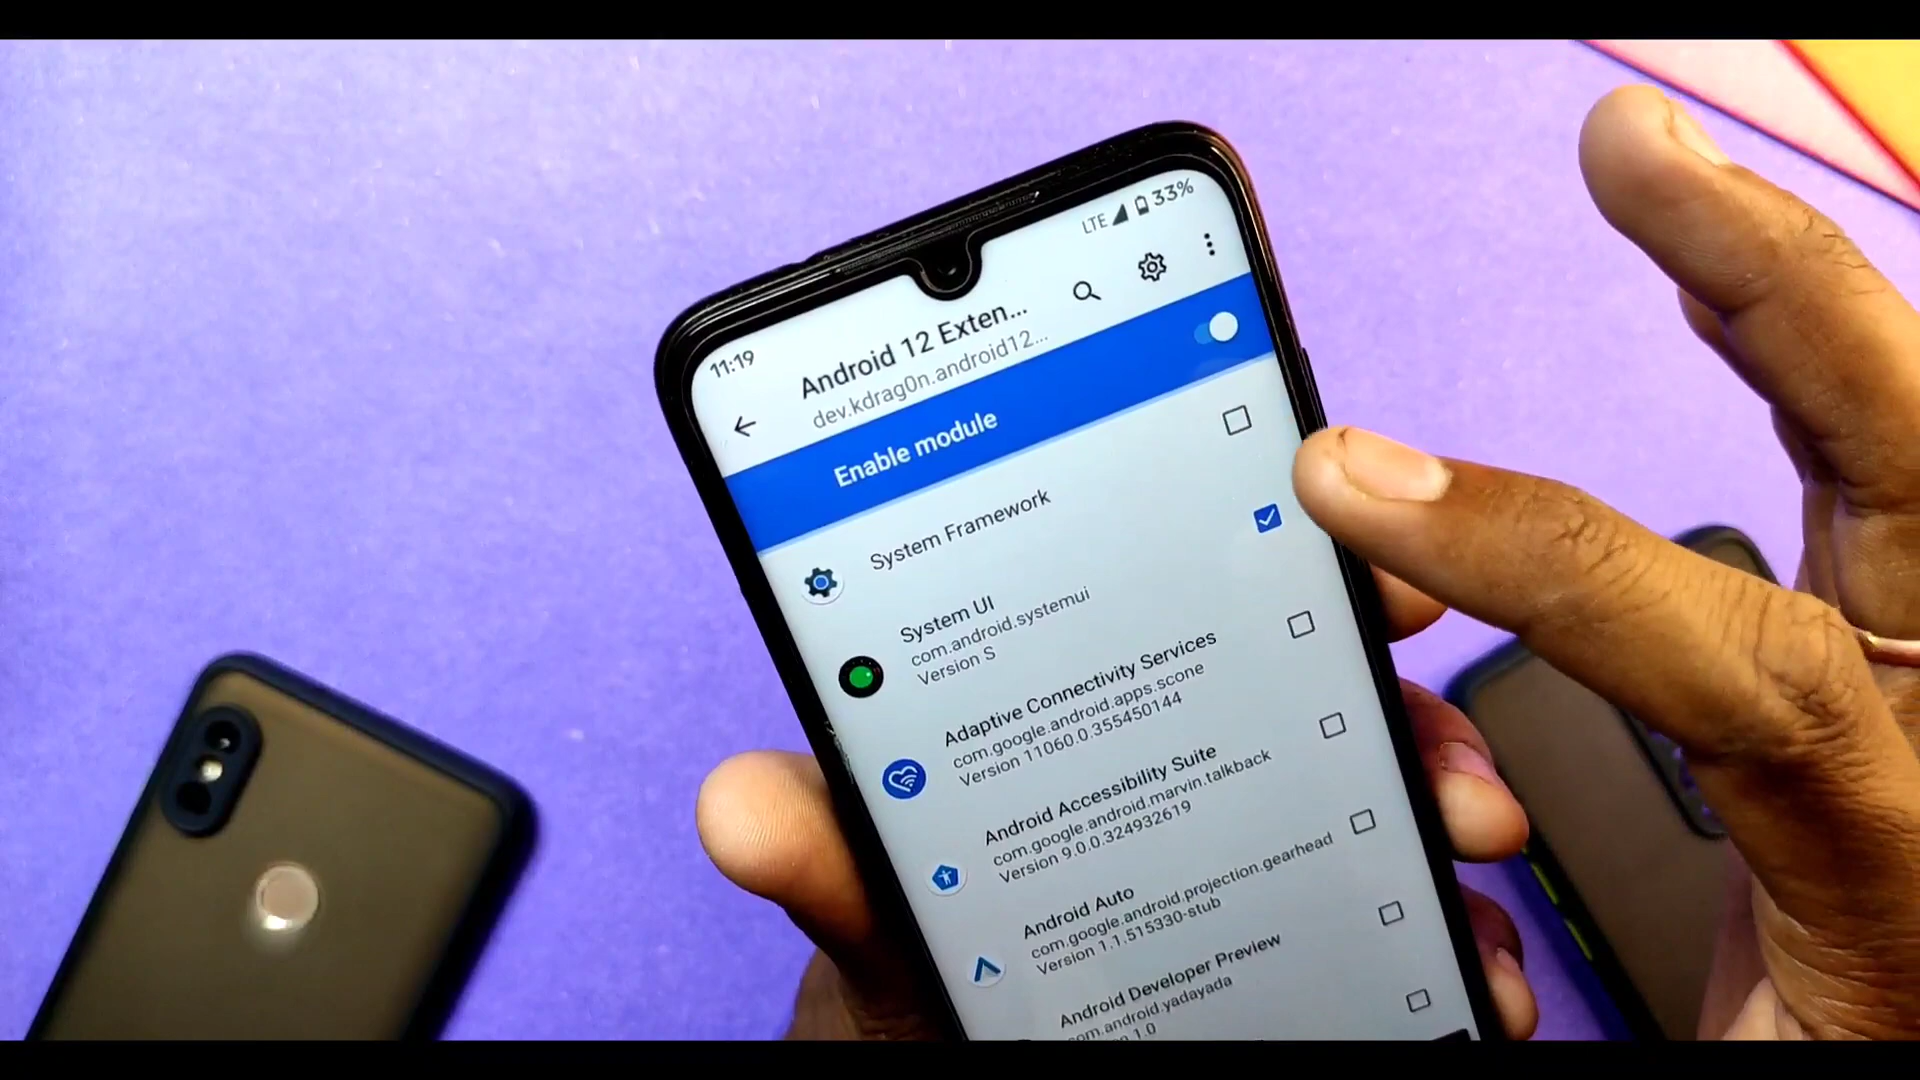 11:19
LTE 33%
Android 12 Exten...
dev.kdrag0n.android12...
Enable module
System Framework
System UI
com.android.systemui
Version S
Adaptive Connectivity Services
com.google.android.apps.scone
Version 11060.0.355450144
Android Accessibility Suite
com.google.android.marvin.talkback
Version 9.0.0.324932619
Android Auto
com.google.android.projection.gearhead
Version 1.1.515330-stub
Android Developer Preview
com.android.yadayada
1.0